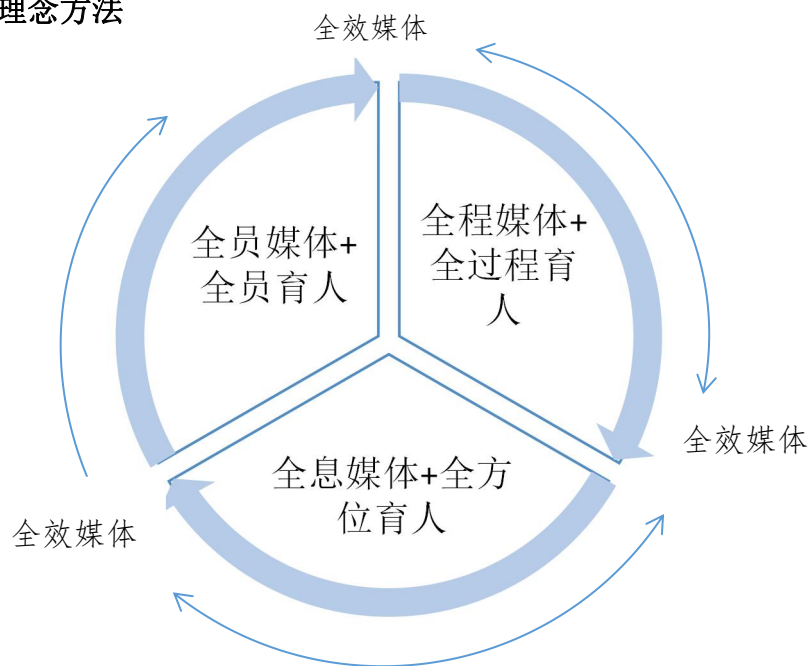 理念方法
全效媒体
全员媒体+
全员育人
全程媒体+
全过程育
人
全效媒体
全息媒体+全方
位育人
全效媒体